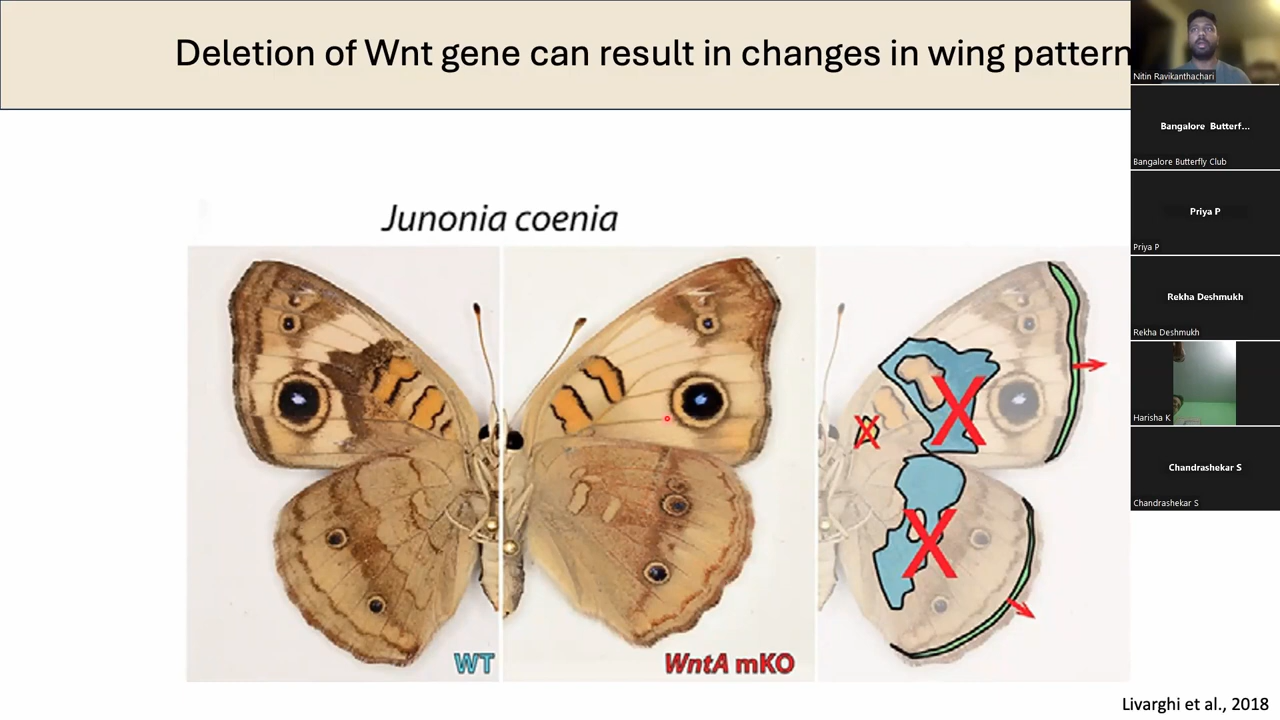 Deletion of Wnt gene can result in changes in wing pattern
Junonia coenia
WT
WntA mKO
X
X
X
Livarghi et al., 2018
Nitin Ravikanthachari
Bangalore Butterf...
Bangalore Butterfly Club
Priya P
Priya P
Rekha Deshmukh
Rekha Deshmukh
Harisha K
Chandrashekar S
Chandrashekar S